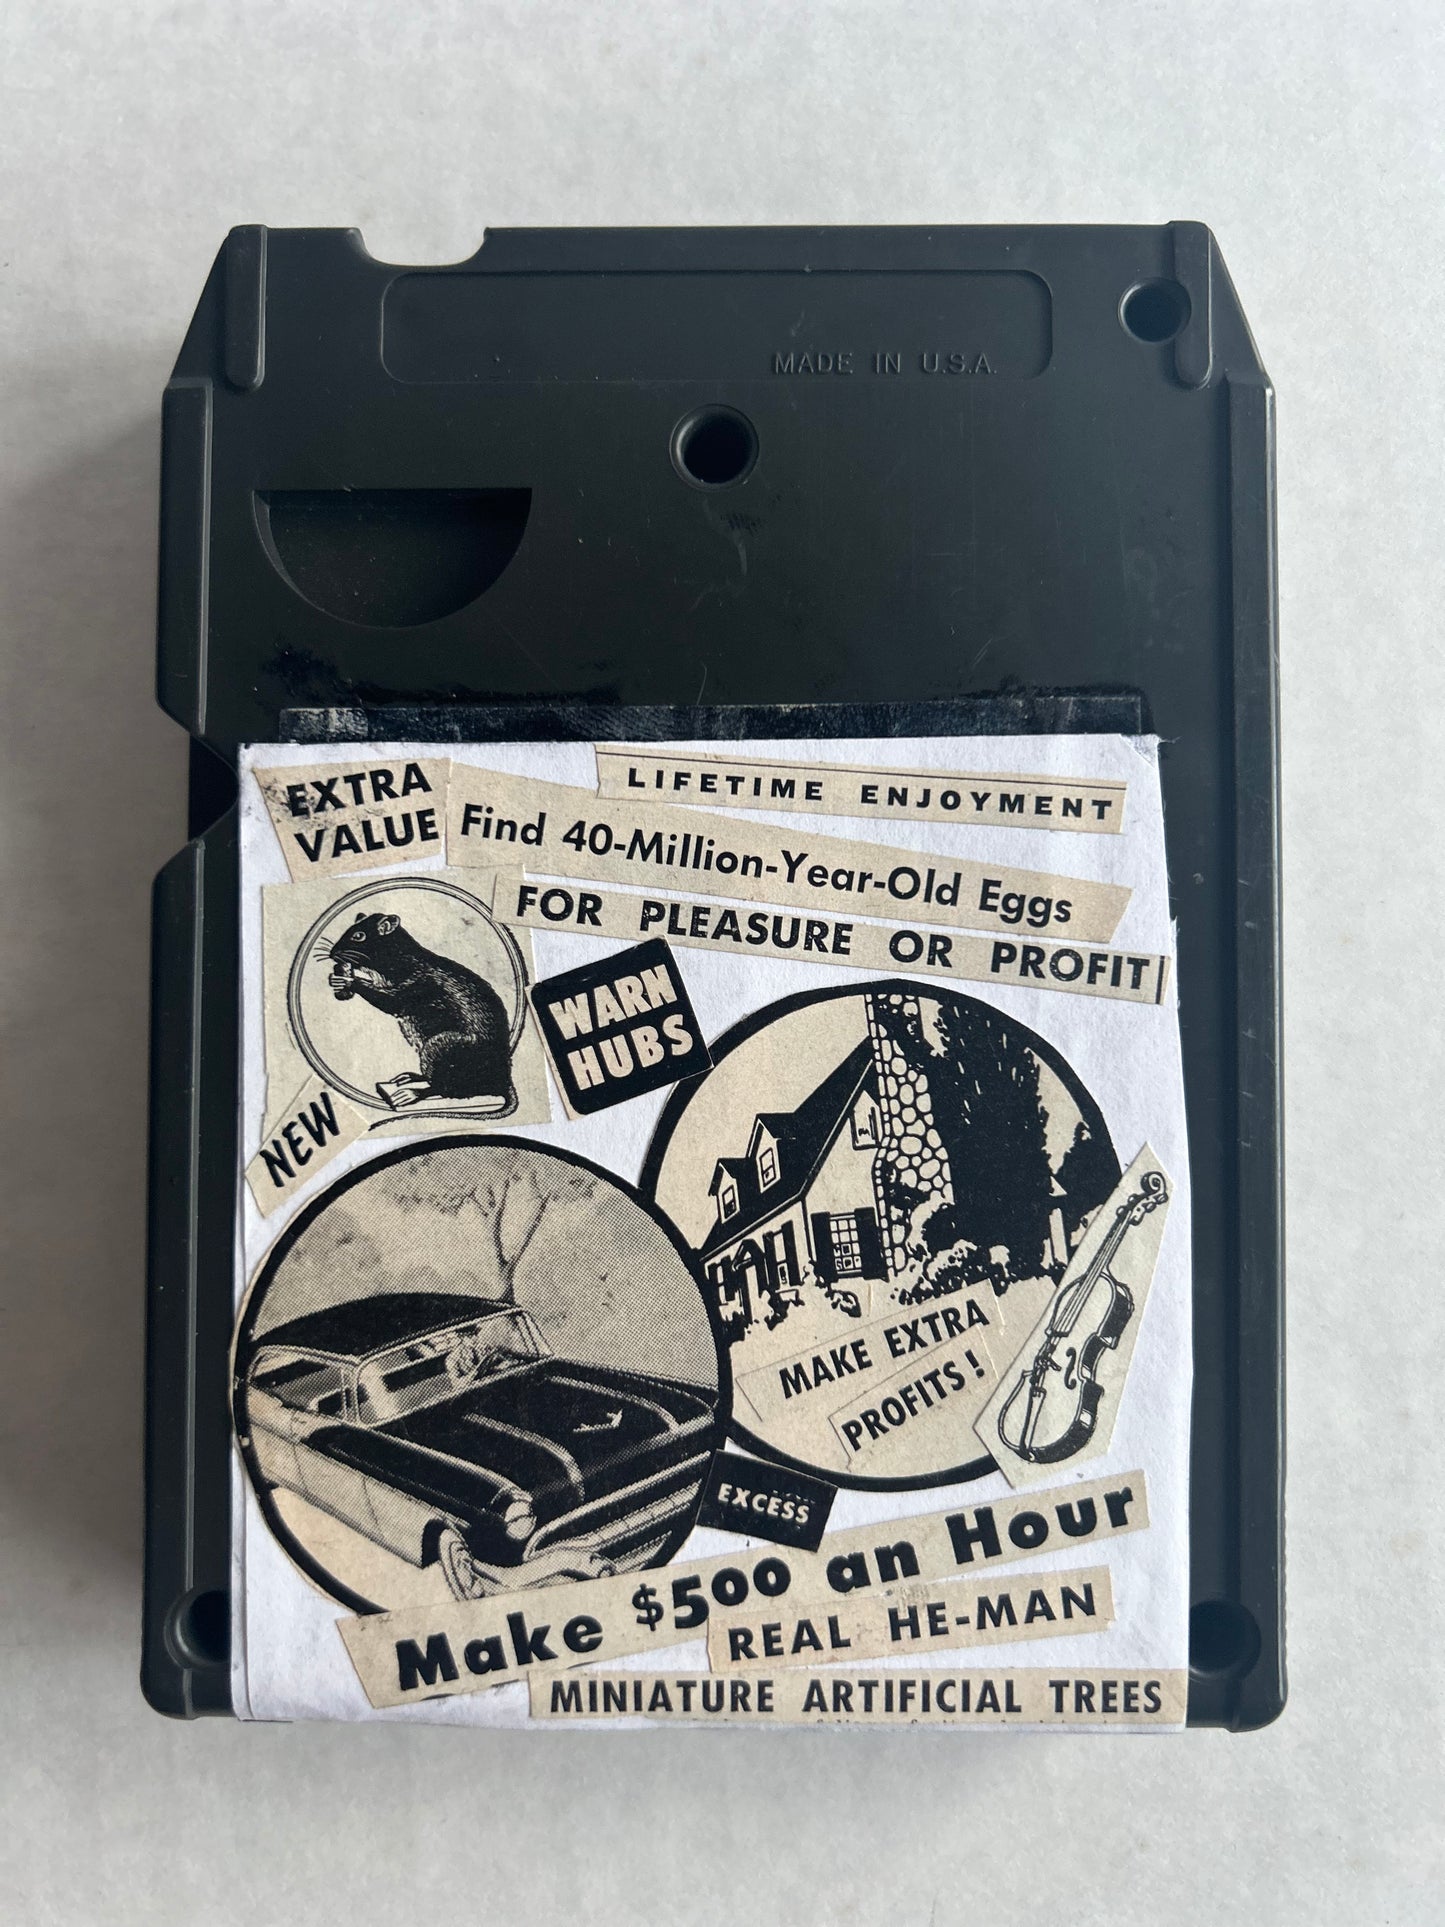 MADE IN U.S.A.
EXTRA
VALUE
LIFETIME ENJOYMENT
Find 40-Million-Year-Old Eggs
FOR PLEASURE OR PROFIT
WARN
HUBS
NEW
MAKE EXTRA
PROFITS!
EXCESS
Make $500 an Hour
REAL HE-MAN
MINIATURE ARTIFICIAL TREES